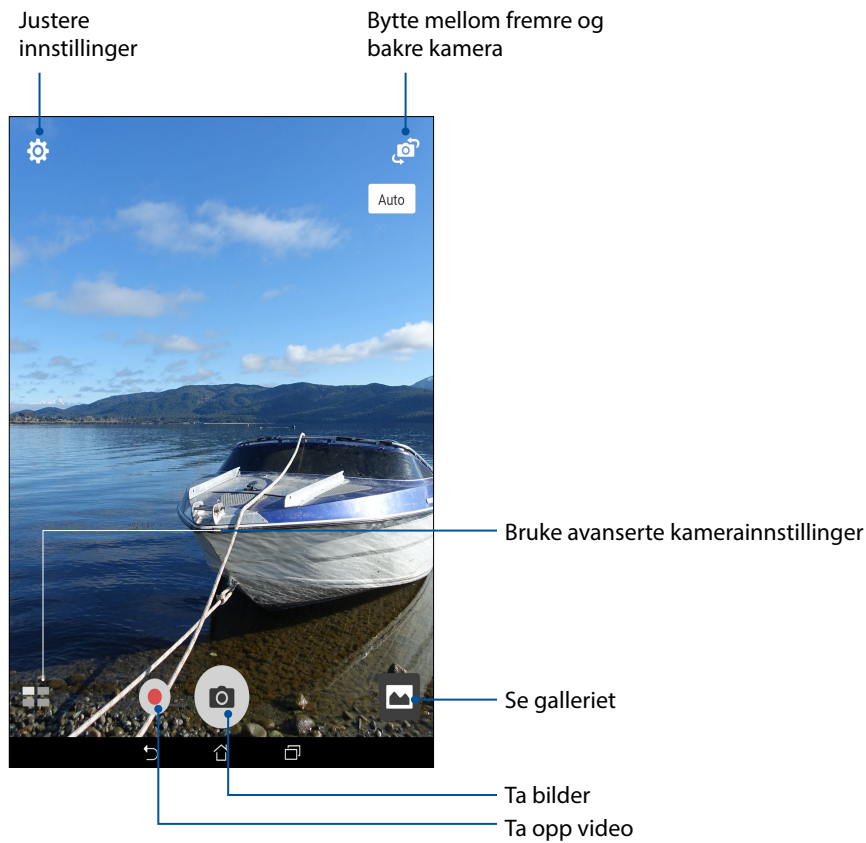 Justere
innstillinger
Bytte mellom fremre og
bakre kamera
Auto
Bruke avanserte kamerainnstillinger
Se galleriet
Ta bilder
Ta opp video